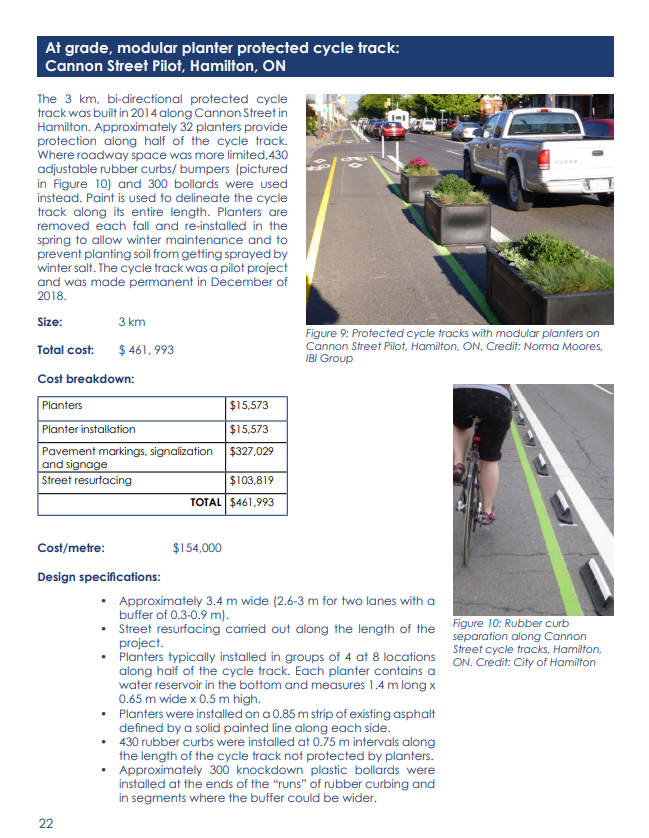 At grade, modular planter protected cycle track:
Cannon Street Pilot, Hamilton, ON
The 3 km, bi-directional protected cycle
track was built in 2014 along Cannon Street in
Hamilton. Approximately 32 planters provide
protection along half of the cycle track.
Where roadway space was more limited,430
adjustable rubber curbs/ bumpers (pictured
in Figure 10) and 300 bollards were used
instead. Paint is used to delineate the cycle
track along its entire length. Planters are
removed each fall and re-installed in the
spring to allow winter maintenance and to
prevent planting soil from getting sprayed by
winter salt. The cycle track was a pilot project
and was made permanent in December of
2018.
Size: 3 km
Total cost: $ 461, 993
Cost breakdown:
Planters $15,573
Planter installation $15,573
Pavement markings, signalization
and signage $327,029
Street resurfacing $103,819
TOTAL $461,993
Cost/metre: $154,000
Figure 9: Protected cycle tracks with modular planters on
Cannon Street Pilot, Hamilton, ON. Credit: Norma Moores,
IBI Group
Design specifications:
• Approximately 3.4 m wide (2.6-3 m for two lanes with a
buffer of 0.3-0.9 m).
• Street resurfacing carried out along the length of the
project.
• Planters typically installed in groups of 4 at 8 locations
along half of the cycle track. Each planter contains a
water reservoir in the bottom and measures 1.4 m long x
0.65 m wide x 0.5 m high.
• Planters were installed on a 0.85 m strip of existing asphalt
defined by a solid painted line along each side.
• 430 rubber curbs were installed at 0.75 m intervals along
the length of the cycle track not protected by planters.
• Approximately 300 knockdown plastic bollards were
installed at the ends of the “runs” of rubber curbing and
in segments where the buffer could be wider.
Figure 10: Rubber curb
separation along Cannon
Street cycle tracks, Hamilton,
ON. Credit: City of Hamilton
22